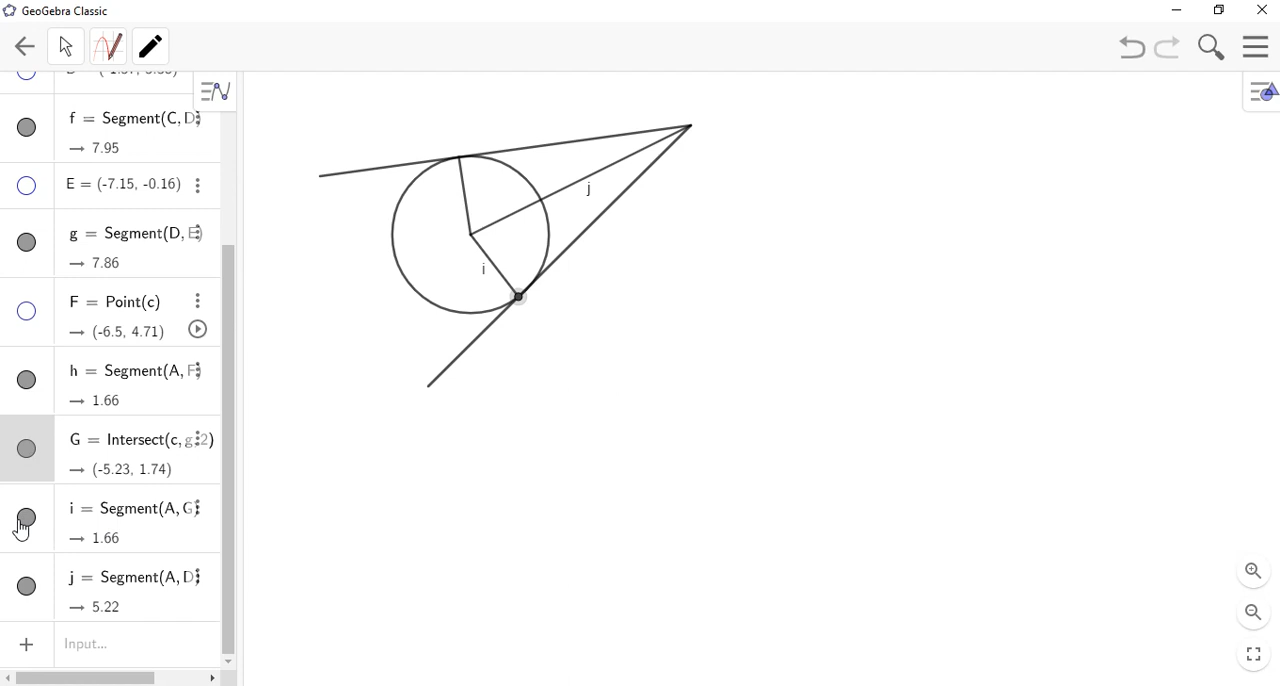 GeoGebra Classic
f = Segment(C, D)
→ 7.95
E = (-7.15, -0.16)
g = Segment(D, E)
→ 7.86
F = Point(c)
→ (-6.5, 4.71)
h = Segment(A, F)
→ 1.66
G = Intersect(c, g, 2)
→ (-5.23, 1.74)
i = Segment(A, G)
→ 1.66
j = Segment(A, D)
→ 5.22
Input...
j
i